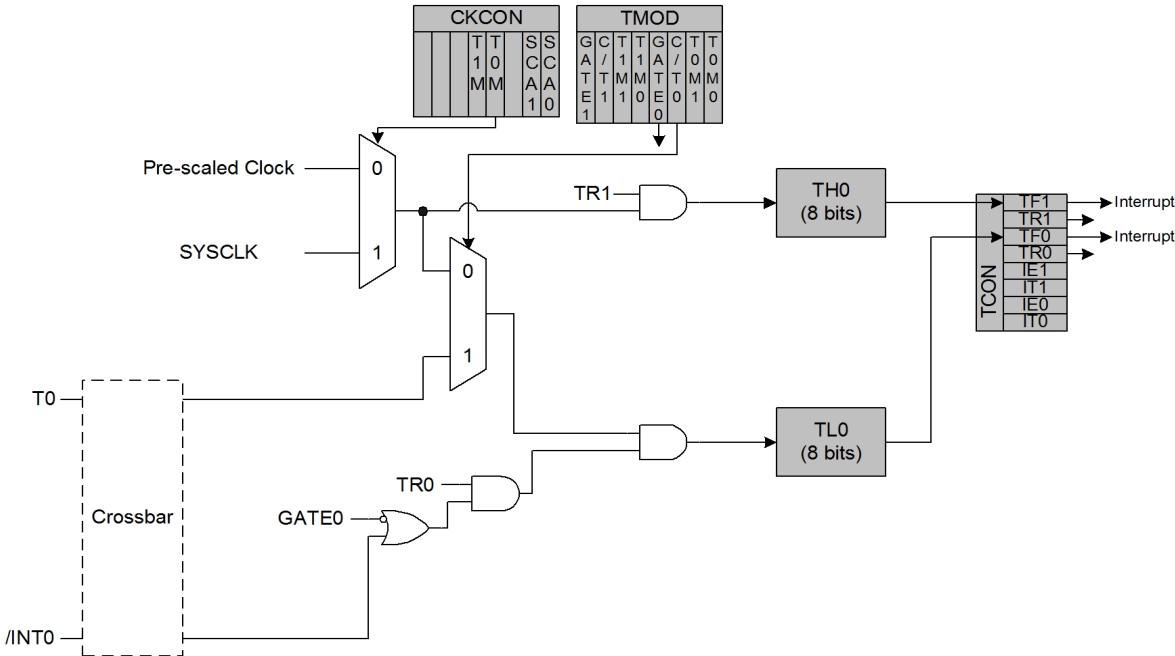 CKCON
T1M T0M SCA1 SCA0
TMOD
GATE1 C/T1 T1M1 T1M0 GATE0 C/T0 T0M1 T0M0
Pre-scaled Clock
0
SYSCLK
1
TR1
TH0
(8 bits)
TCON
TF1
TR1
TF0
TR0
IE1
IT1
IE0
IT0
Interrupt
Interrupt
0
1
T0
Crossbar
/INT0
TR0
GATE0
TL0
(8 bits)